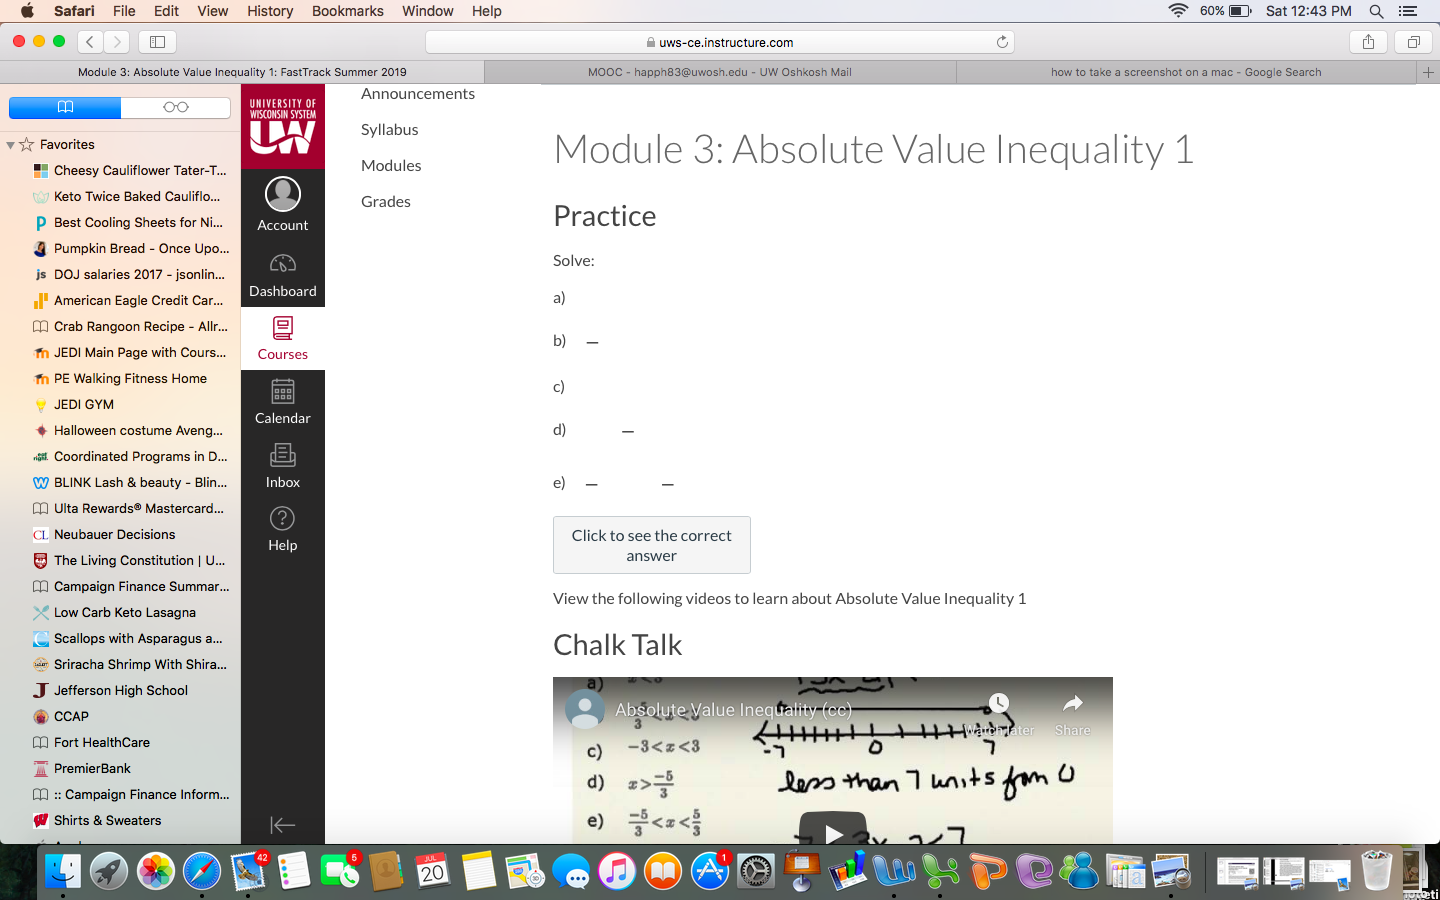 Safari File Edit View History Bookmarks Window Help 60% Sat 12:43 PM
uws-ce.instructure.com
Module 3: Absolute Value Inequality 1: FastTrack Summer 2019
MOOC - happh83@uwosh.edu - UW Oshkosh Mail
how to take a screenshot on a mac - Google Search
Favorites
Cheesy Cauliflower Tater-T...
Keto Twice Baked Cauliflo...
Best Cooling Sheets for Ni...
Pumpkin Bread - Once Upo...
DOJ salaries 2017 - jsonlin...
American Eagle Credit Car...
Crab Rangoon Recipe - Allr...
JEDI Main Page with Cours...
PE Walking Fitness Home
JEDI GYM
Halloween costume Aveng...
Coordinated Programs in D...
BLINK Lash & beauty - Blin...
Ulta Rewards® Mastercard...
Neubauer Decisions
The Living Constitution | U...
Campaign Finance Summar...
Low Carb Keto Lasagna
Scallops with Asparagus a...
Sriracha Shrimp With Shira...
Jefferson High School
CCAP
Fort HealthCare
PremierBank
:: Campaign Finance Inform...
Shirts & Sweaters
UNIVERSITY OF
WISCONSIN SYSTEM
UW
Account
Dashboard
Courses
Calendar
Inbox
Help
Announcements
Syllabus
Modules
Grades
Module 3: Absolute Value Inequality 1
Practice
Solve:
a)
b) –
c)
d) –
e) – –
Click to see the correct
answer
View the following videos to learn about Absolute Value Inequality 1
Chalk Talk
Absolute Value Inequality (cc)
Watch later
Share
a) x<3
c) -3<x<3
d) x>-5/3
e) -5/3<x<5/3
-7 0 7
less than 7 units from 0
42
5
JUL
20
1